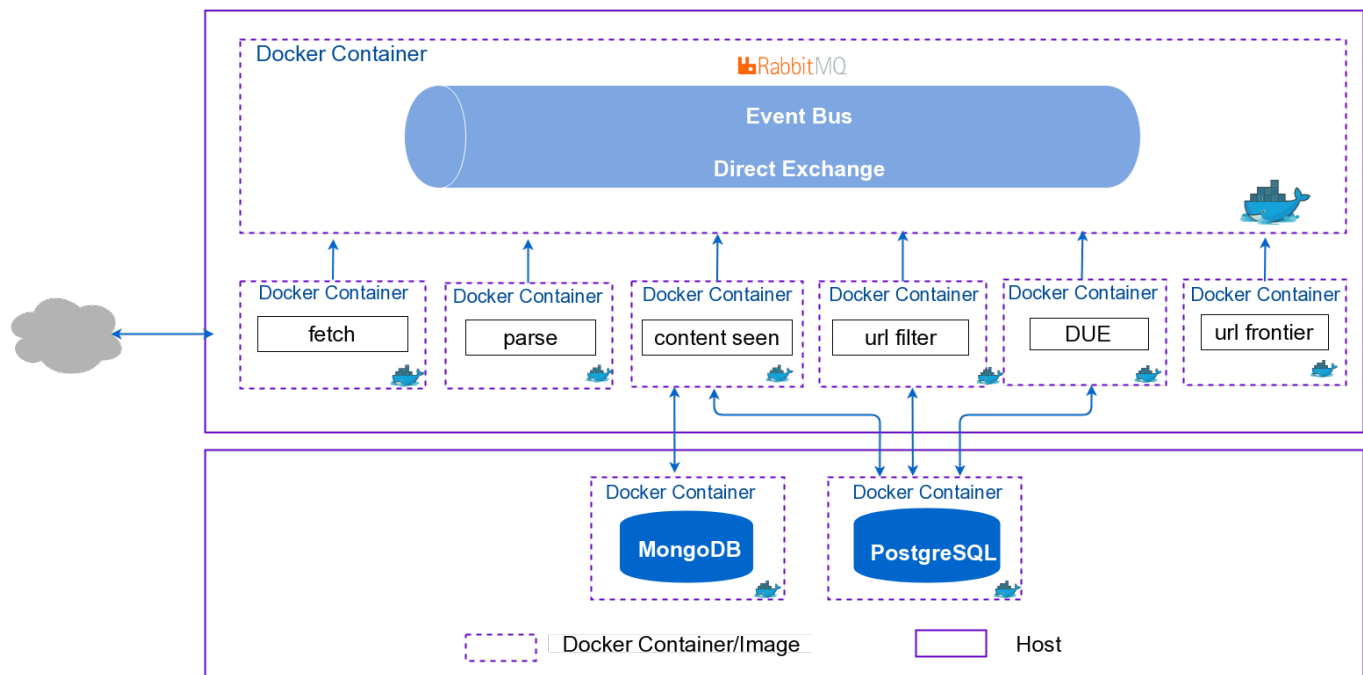 Docker Container
RabbitMQ
Event Bus
Direct Exchange
Docker Container
fetch
Docker Container
parse
Docker Container
content seen
Docker Container
url filter
Docker Container
DUE
Docker Container
url frontier
Docker Container
MongoDB
Docker Container
PostgreSQL
Docker Container/Image
Host